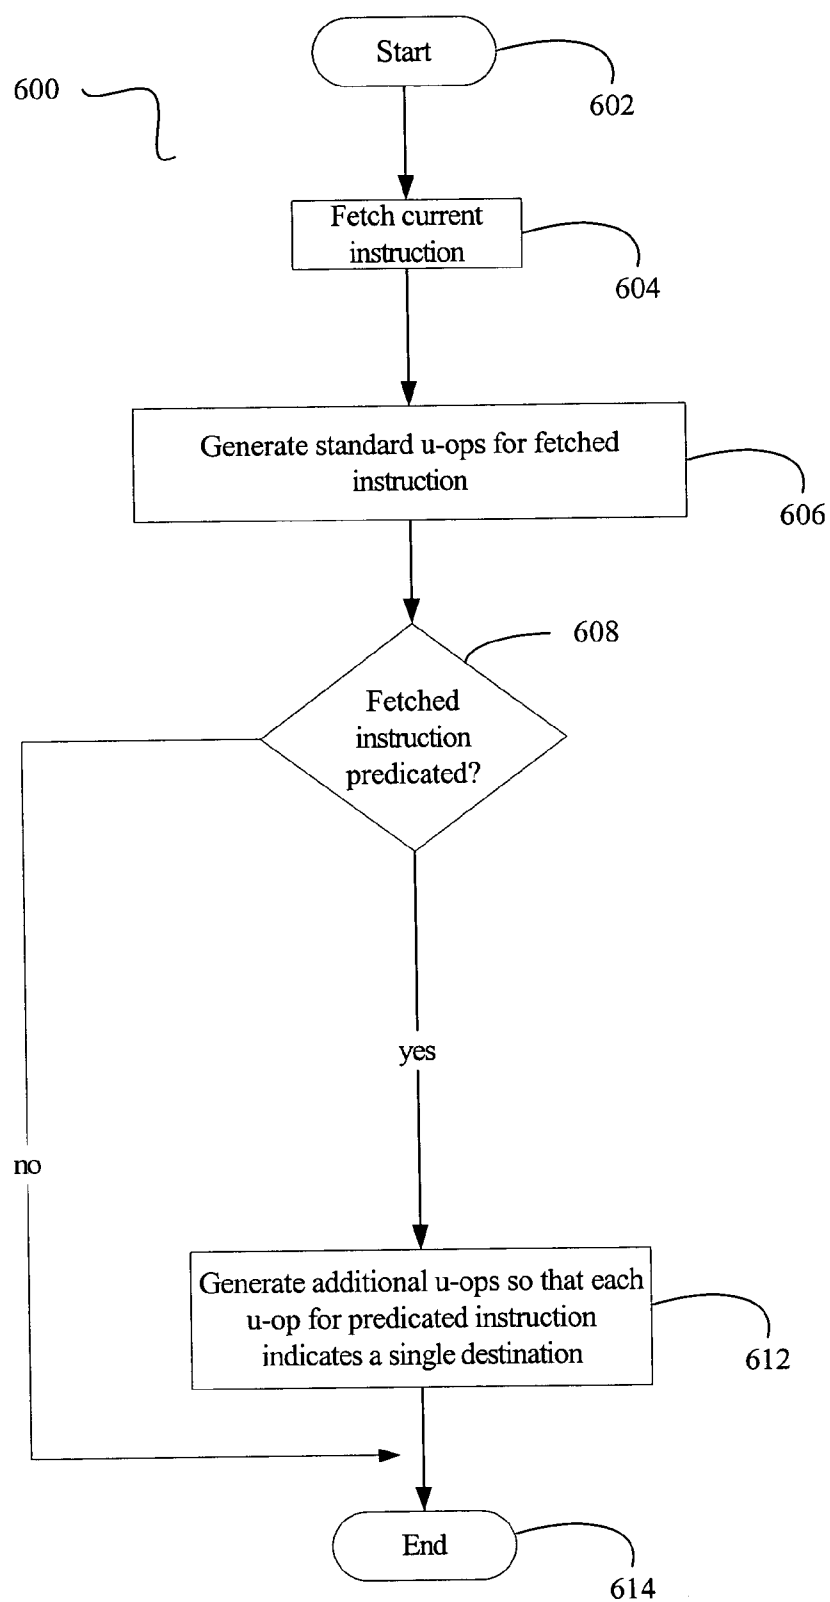 Start
602
600
Fetch current
instruction
604
Generate standard u-ops for fetched
instruction
606
608
Fetched
instruction
predicated?
yes
no
Generate additional u-ops so that each
u-op for predicated instruction
indicates a single destination
612
End
614